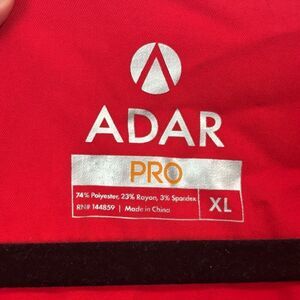 ADAR
PRO
74% Polyester, 23% Rayon, 3% Spandex
RN# 144859 | Made in China
XL